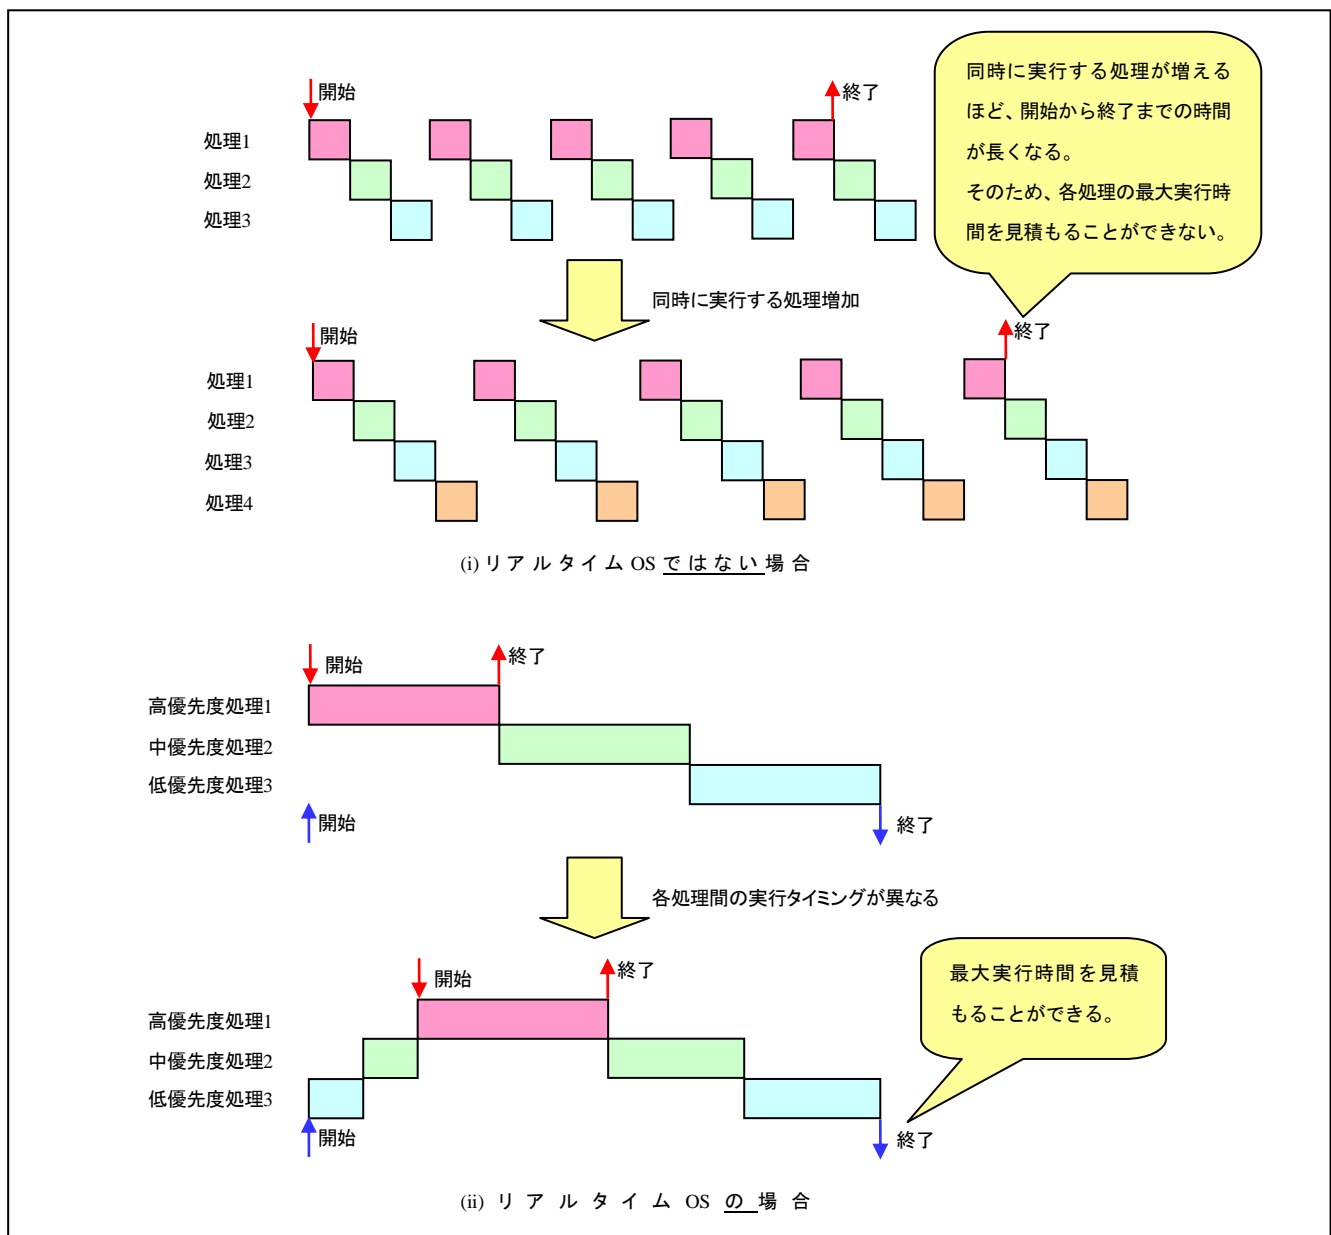 開始
終了
処理1
処理2
処理3
同時に実行する処理が増える
ほど、開始から終了までの時間
が長くなる。
そのため、各処理の最大実行時
間を見積もることができない。
同時に実行する処理増加
開始
終了
処理1
処理2
処理3
処理4
(i) リアルタイム OS ではない場合
開始
終了
高優先度処理1
中優先度処理2
低優先度処理3
開始
終了
各処理間の実行タイミングが異なる
開始
終了
最大実行時間を見積
もることができる。
高優先度処理1
中優先度処理2
低優先度処理3
開始
終了
(ii) リアルタイム OS の場合